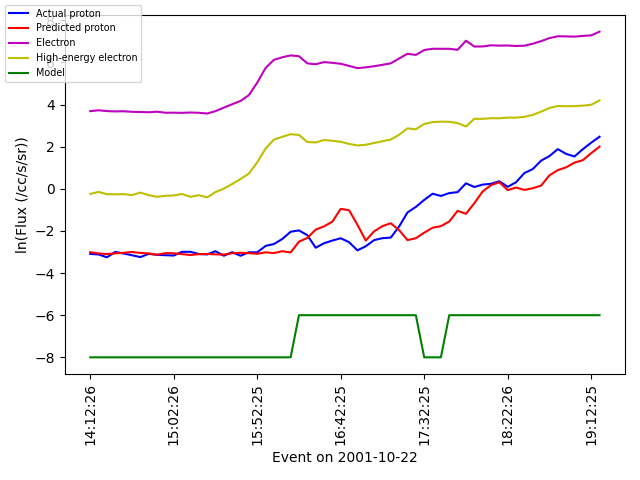 Actual proton
Predicted proton
Electron
High-energy electron
Model
4
2
0
−2
−4
−6
−8
ln(Flux (/cc/s/sr))
14:12:26
15:02:26
15:52:25
16:42:25
17:32:25
18:22:26
19:12:25
Event on 2001-10-22